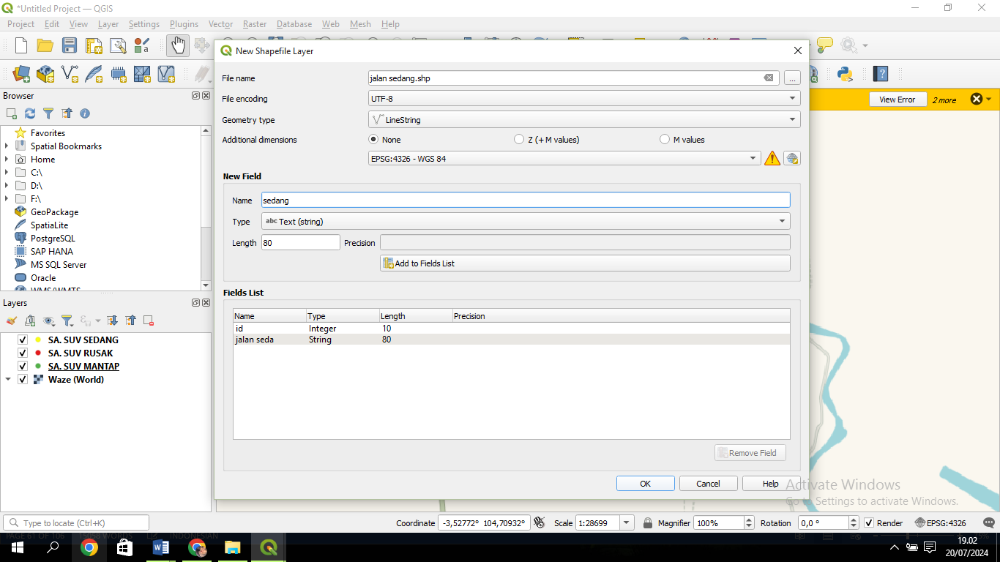 *Untitled Project — QGIS
Project Edit View Layer Settings Plugins Vector Raster Database Web Mesh Help
New Shapefile Layer
File name jalan sedang.shp ...
File encoding UTF-8
Geometry type LineString
Additional dimensions None Z (+ M values) M values
EPSG:4326 - WGS 84
New Field
Name sedang
Type abc Text (string)
Length 80 Precision
Add to Fields List
Fields List
Name Type Length Precision
id Integer 10
jalan seda String 80
Remove Field
OK Cancel Help
View Error 2 more
Browser
Favorites
Spatial Bookmarks
Home
C:\
D:\
F:\
GeoPackage
SpatiaLite
PostgreSQL
SAP HANA
MS SQL Server
Oracle
WMS/WMTS
Layers
SA. SUV SEDANG
SA. SUV RUSAK
SA. SUV MANTAP
Waze (World)
Activate Windows
Go to Settings to activate Windows.
Type to locate (Ctrl+K) Coordinate -3,52772° 104,70932° Scale 1:28699 Magnifier 100% Rotation 0,0 ° Render EPSG:4326
PAGE 61 OF 106 WORDS INDONESIAN
19.02
20/07/2024